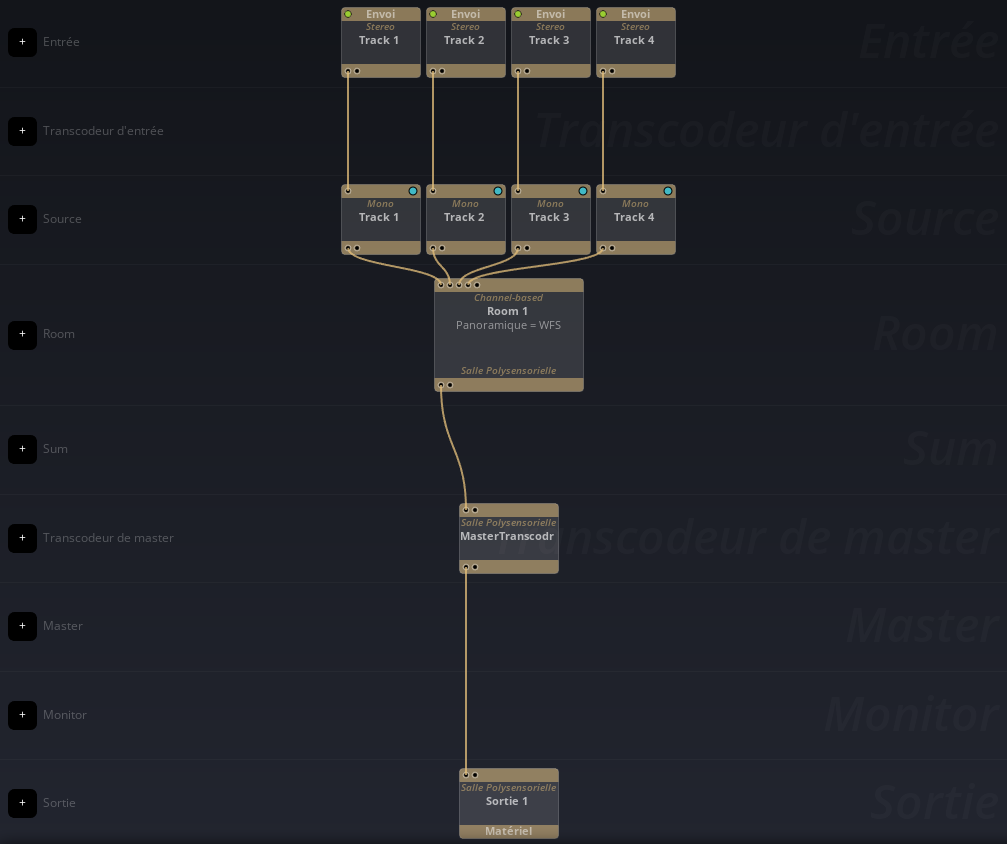 Envoi Envoi Envoi Envoi
Stereo Stereo Stereo Stereo
+ Entrée Track 1 Track 2 Track 3 Track 4 Entrée
+ Transcodeur d'entrée Transcodeur d'entrée
Mono Mono Mono Mono
+ Source Track 1 Track 2 Track 3 Track 4 Source
Channel-based
Room 1
Panoramique = WFS
+ Room Room
Salle Polysensorielle
+ Sum Sum
Salle Polysensorielle
+ Transcodeur de master MasterTranscodr Transcodeur de master
+ Master Master
+ Monitor Monitor
Salle Polysensorielle
+ Sortie Sortie 1 Sortie
Matériel